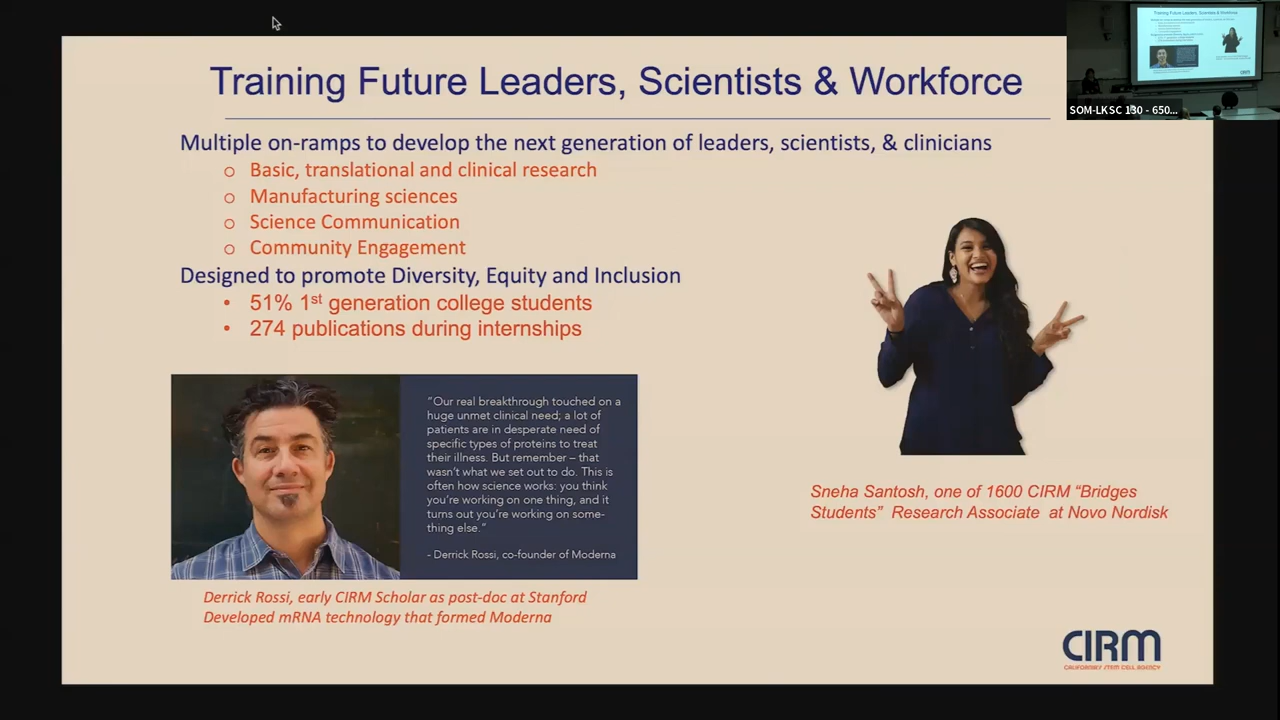 Training Future Leaders, Scientists & Workforce
SOM-LKSC 130 - 650...
Multiple on-ramps to develop the next generation of leaders, scientists, & clinicians
o Basic, translational and clinical research
o Manufacturing sciences
o Science Communication
o Community Engagement
Designed to promote Diversity, Equity and Inclusion
• 51% 1st generation college students
• 274 publications during internships
“Our real breakthrough touched on a
huge unmet clinical need; a lot of
patients are in desperate need of
specific types of proteins to treat
their illness. But remember – that
wasn't what we set out to do. This is
often how science works: you think
you're working on one thing, and it
turns out you're working on some-
thing else.”
- Derrick Rossi, co-founder of Moderna
Derrick Rossi, early CIRM Scholar as post-doc at Stanford
Developed mRNA technology that formed Moderna
Sneha Santosh, one of 1600 CIRM “Bridges
Students” Research Associate at Novo Nordisk
CIRM
CALIFORNIA'S STEM CELL AGENCY